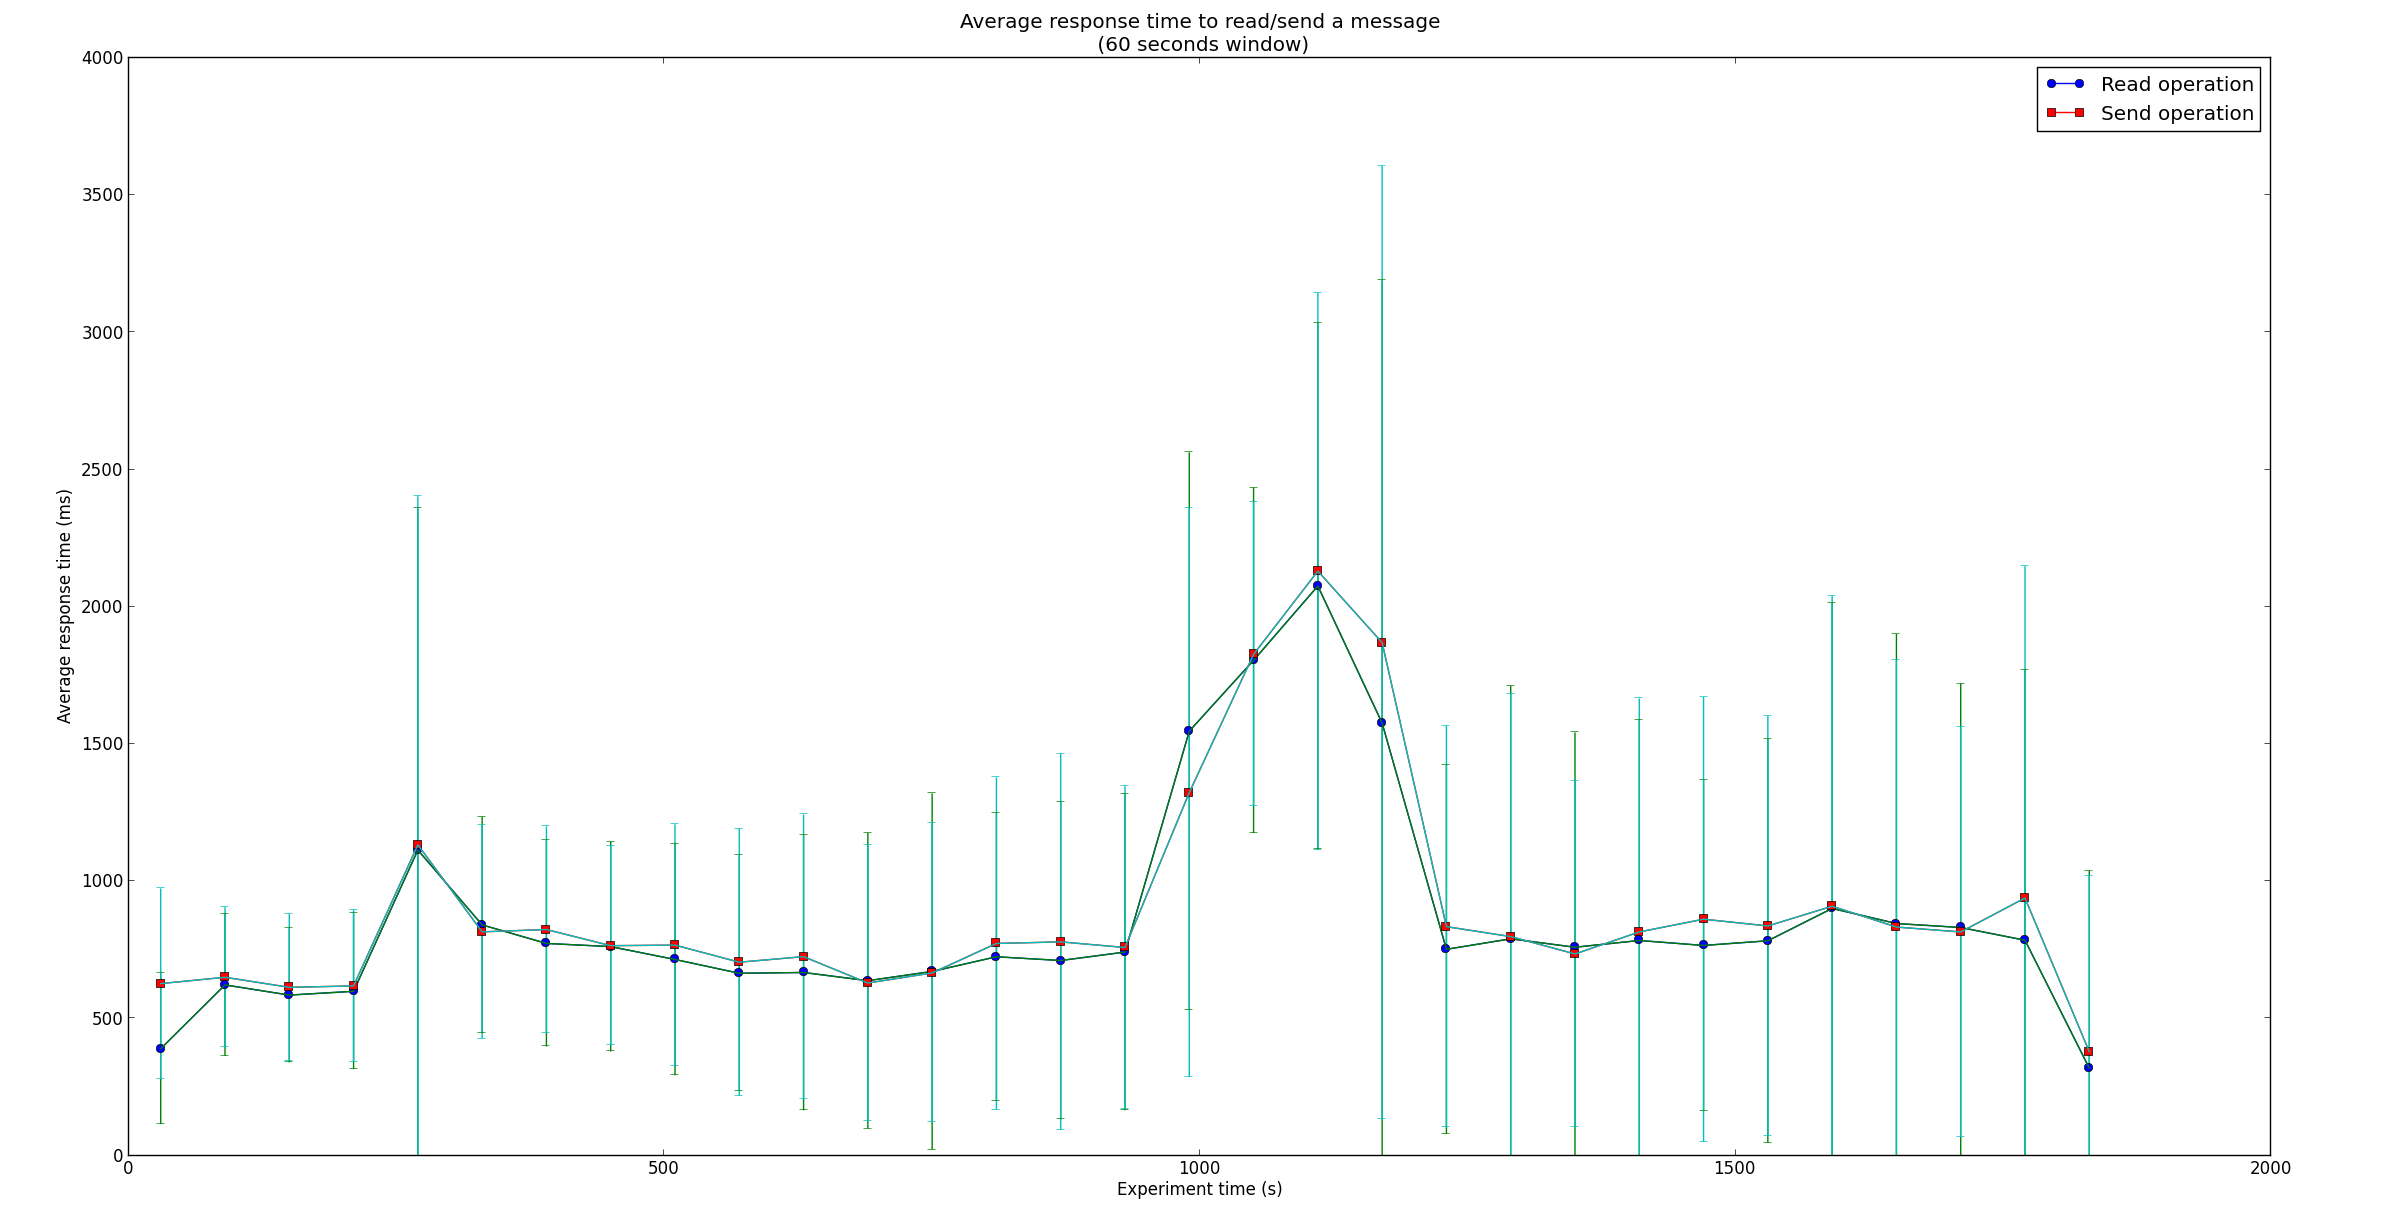 Average response time to read/send a message
(60 seconds window)
Read operation
Send operation
Average response time (ms)
4000
3500
3000
2500
2000
1500
1000
500
0
0 500 1000 1500 2000
Experiment time (s)